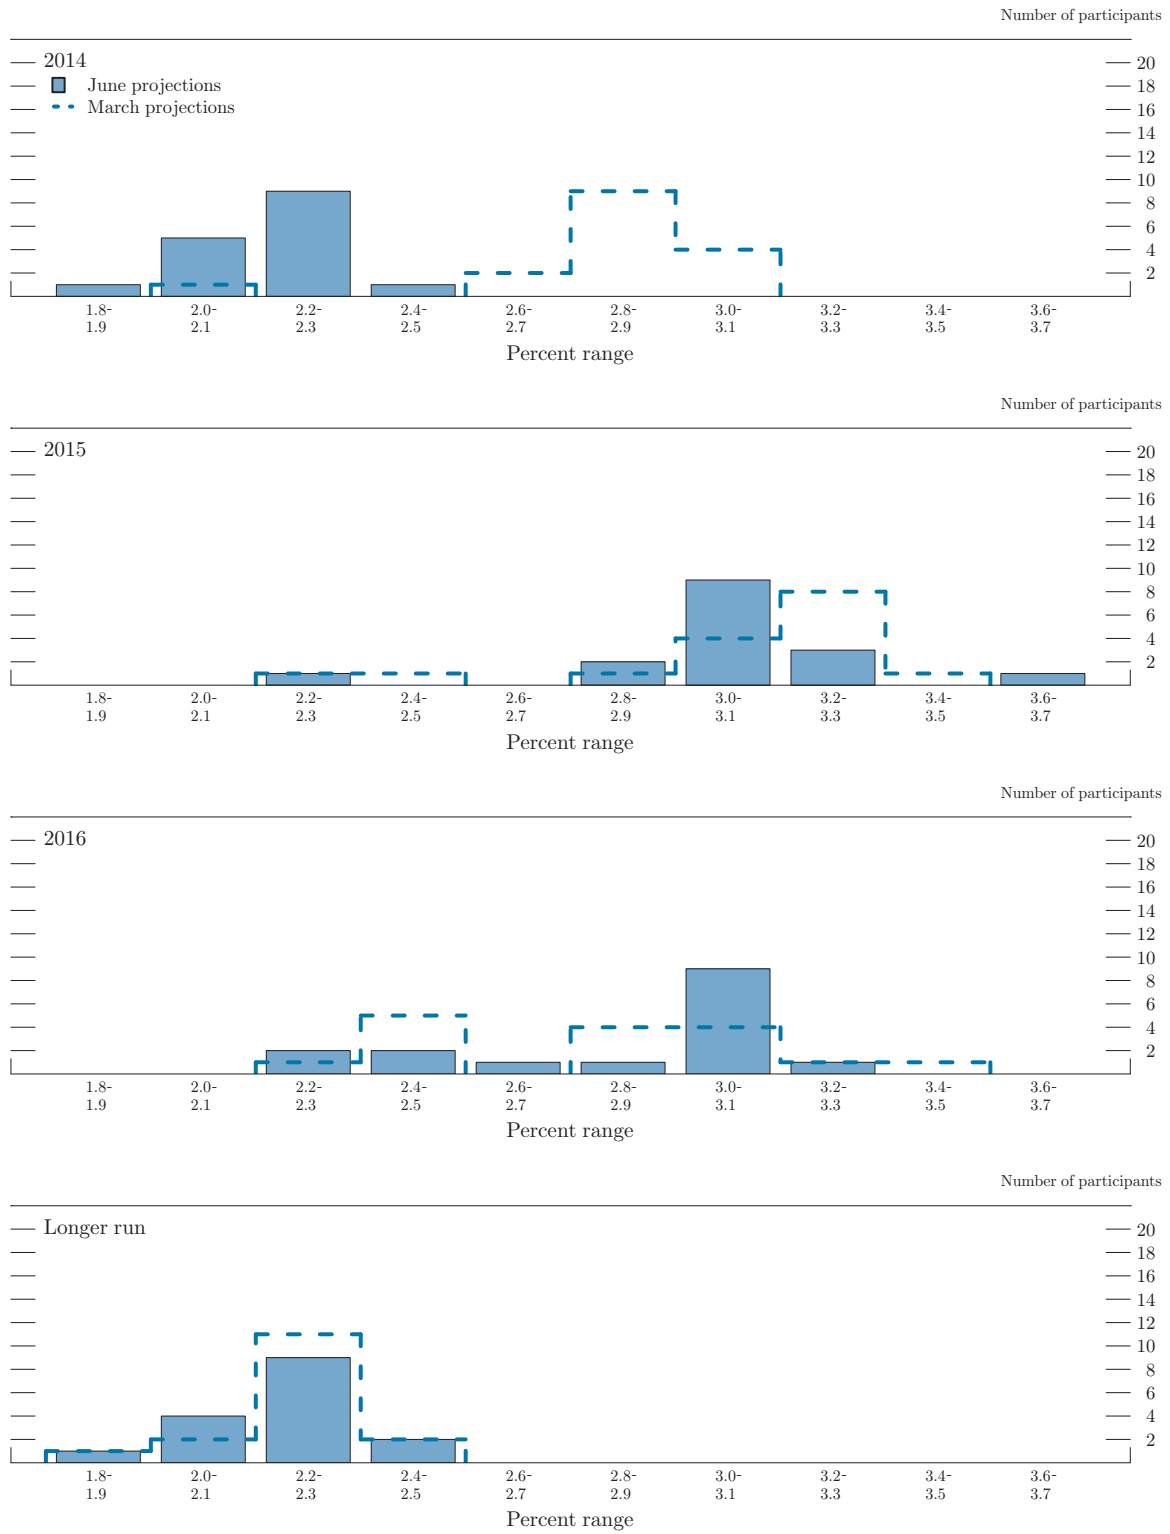 Number of participants
2014
June projections
March projections
20
18
16
14
12
10
8
6
4
2
1.8- 2.0- 2.2- 2.4- 2.6- 2.8- 3.0- 3.2- 3.4- 3.6-
1.9 2.1 2.3 2.5 2.7 2.9 3.1 3.3 3.5 3.7
Percent range
Number of participants
2015
20
18
16
14
12
10
8
6
4
2
1.8- 2.0- 2.2- 2.4- 2.6- 2.8- 3.0- 3.2- 3.4- 3.6-
1.9 2.1 2.3 2.5 2.7 2.9 3.1 3.3 3.5 3.7
Percent range
Number of participants
2016
20
18
16
14
12
10
8
6
4
2
1.8- 2.0- 2.2- 2.4- 2.6- 2.8- 3.0- 3.2- 3.4- 3.6-
1.9 2.1 2.3 2.5 2.7 2.9 3.1 3.3 3.5 3.7
Percent range
Number of participants
Longer run
20
18
16
14
12
10
8
6
4
2
1.8- 2.0- 2.2- 2.4- 2.6- 2.8- 3.0- 3.2- 3.4- 3.6-
1.9 2.1 2.3 2.5 2.7 2.9 3.1 3.3 3.5 3.7
Percent range